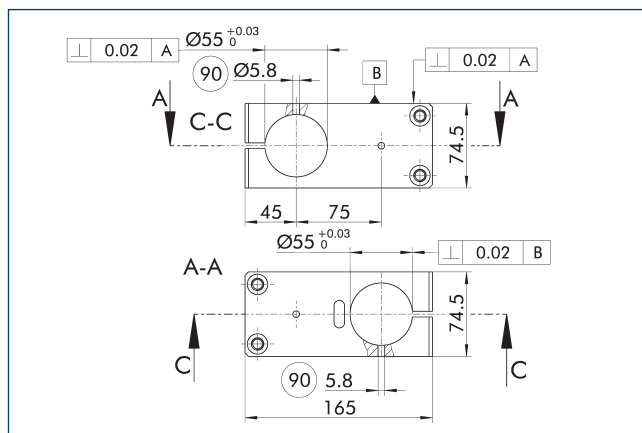 Ø55 +0.03 0
⊥ 0.02 A
90 Ø5.8
B
⊥ 0.02 A
A
A
C-C
74.5
45 75
Ø55 +0.03 0
⊥ 0.02 B
A-A
74.5
C
C
90 5.8
165